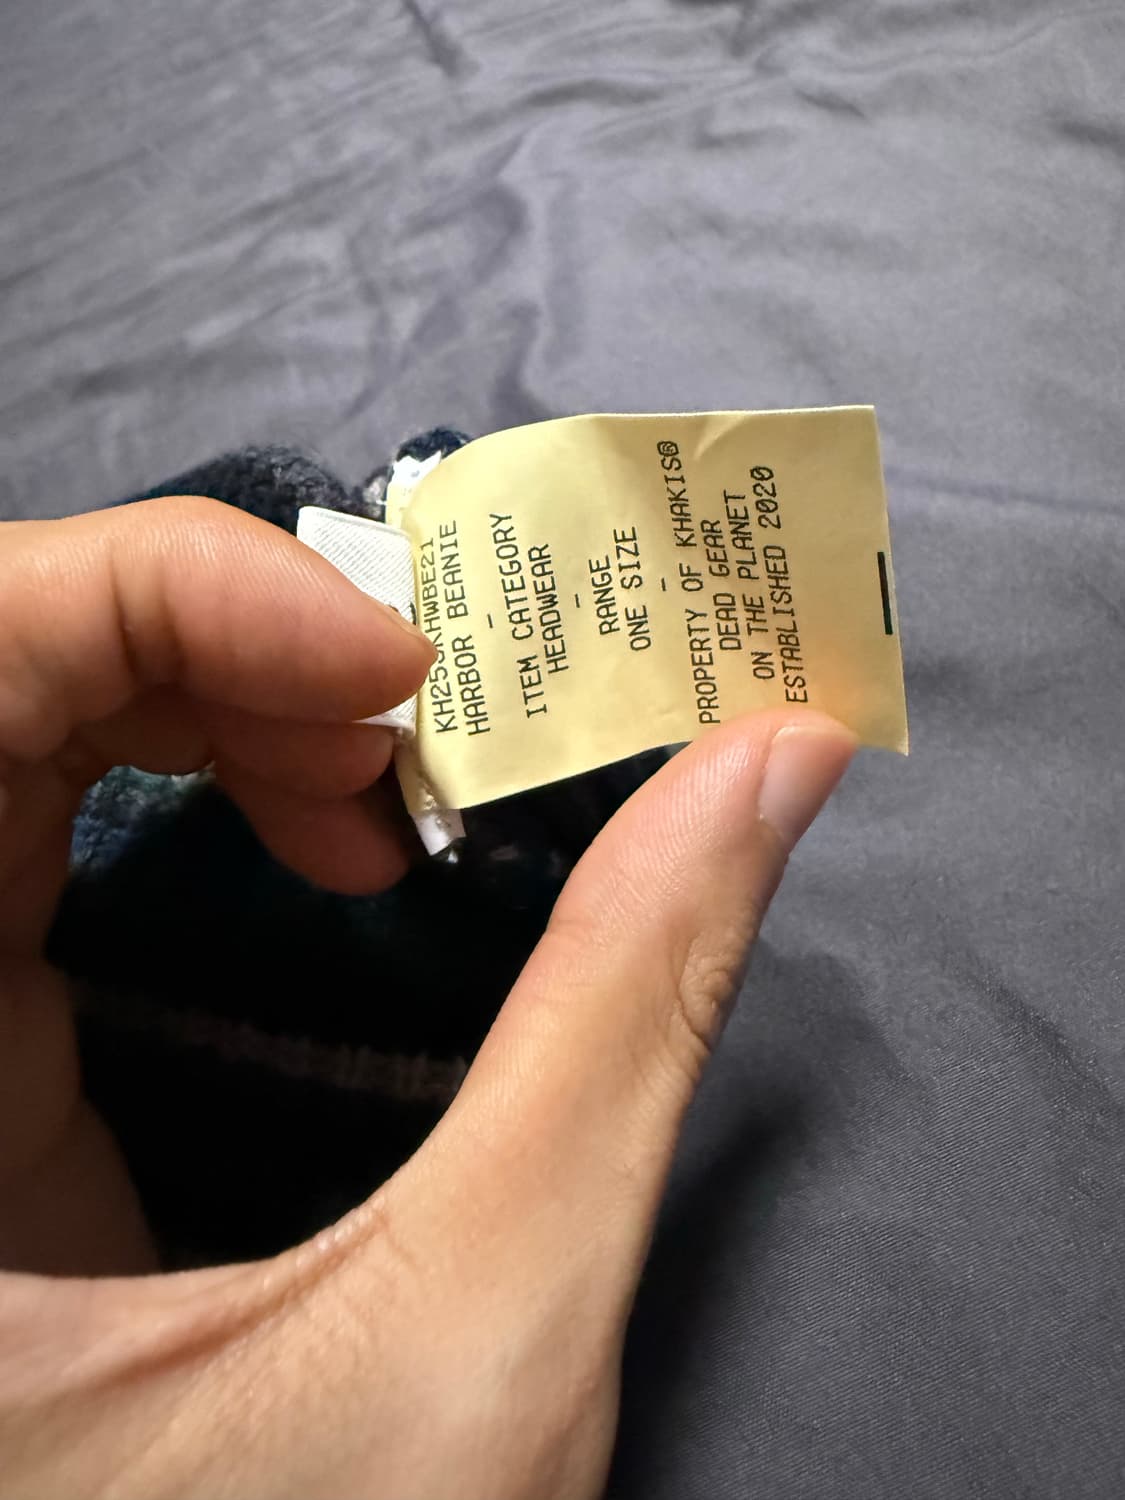 HARBOR BEANIE
-
ITEM CATEGORY
HEADWEAR
-
RANGE
ONE SIZE
-
PROPERTY OF KHAKIS®
DEAD GEAR
ON THE PLANET
ESTABLISHED 2020